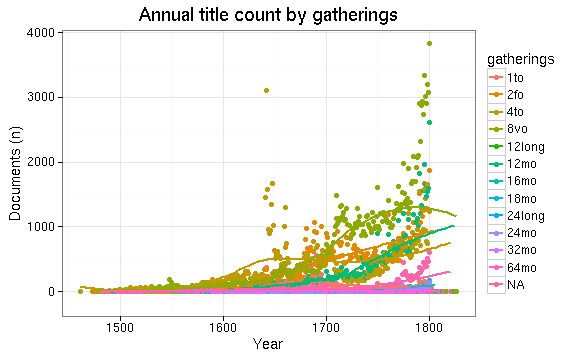 Annual title count by gatherings
4000
3000
2000
1000
0
Documents (n)
1500
1600
1700
1800
Year
gatherings
1to
2fo
4to
8vo
12long
12mo
16mo
18mo
24long
24mo
32mo
64mo
NA